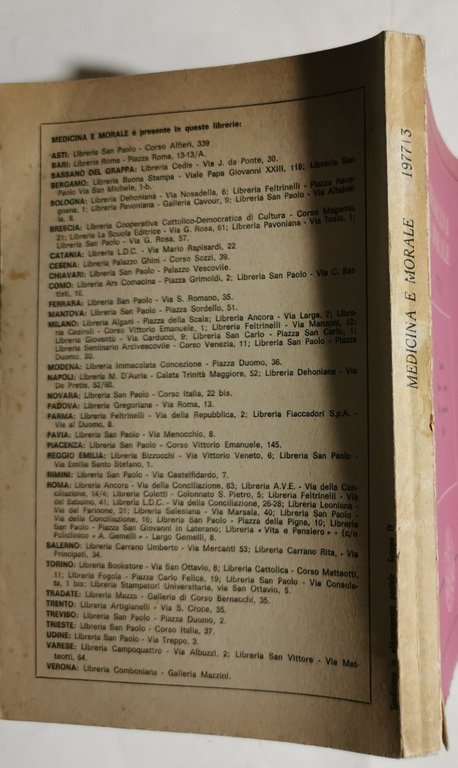 MEDICINA E MORALE è presente in queste librerie:
ASTI: Libreria San Paolo - Corso Alfieri, 339
BARI: Libreria Roma - Piazza Roma, 13-13/A.
BASSANO DEL GRAPPA: Libreria Cedis - Via J. da Ponte, 30.
BERGAMO: Libreria Buona Stampa - Viale Papa Giovanni XXIII, 118; Libreria San
Paolo Via San Michele, 1-b.
BOLOGNA: Libreria Dehoniana - Via Nosadella, 6; Libreria Feltrinelli - Piazza Rave-
gnana, 1; Libreria Pavoniana - Galleria Cavour, 9; Libreria San Paolo - Via Altabel-
la, 8.
BRESCIA: Libreria Cooperativa Cattolico-Democratica di Cultura - Corso Magenta,
21; Libreria La Scuola Editrice - Via G. Rosa, 61; Libreria Pavoniana - Via Tosio, 1;
Libreria San Paolo - Via G. Rosa, 57.
CATANIA: Libreria L.D.C. - Via Mario Rapisardi, 22
CESENA: Libreria Palazzo Ghini - Corso Sozzi, 39.
CHIAVARI: Libreria San Paolo - Palazzo Vescovile.
COMO: Libreria Ars Comacina - Piazza Grimoldi, 2; Libreria San Paolo - Via C. Bat-
tisti, 10.
FERRARA: Libreria San Paolo - Via S. Romano, 35.
MANTOVA: Libreria San Paolo - Piazza Sordello, 51.
MILANO: Libreria Algani - Piazza della Scala; Libreria Ancora - Via Larga, 7; Libre-
ria Casiroli - Corso Vittorio Emanuele, 1; Libreria Feltrinelli - Via Manzoni, 12;
Libreria Gioventù - Via Carducci, 9; Libreria San Carlo - Piazza San Carlo, 1;
Libreria Seminario Arcivescovile - Corso Venezia, 11; Libreria San Paolo - Piazza
Duomo, 20.
MODENA: Libreria Immacolata Concezione - Piazza Duomo, 36.
NAPOLI: Libreria M. D'Auria - Calata Trinità Maggiore, 52; Libreria Dehoniana - Via
De Pretis, 52/60.
NOVARA: Libreria San Paolo - Corso Italia, 22 bis.
PADOVA: Libreria Gregoriana - Via Roma, 13.
PARMA: Libreria Feltrinelli - Via della Repubblica, 2; Libreria Fiaccadori S.p.A. -
Via al Duomo, 8.
PAVIA: Libreria San Paolo - Via Menocchio, 8.
PIACENZA: Libreria San Paolo - Corso Vittorio Emanuele, 145.
REGGIO EMILIA: Libreria Bizzocchi - Via Vittorio Veneto, 6; Libreria San Paolo -
Via Emilia Santo Stefano, 1.
RIMINI: Libreria San Paolo - Via Castelfidardo, 7.
ROMA: Libreria Ancora - Via della Conciliazione, 63; Libreria A.V.E. - Via della Con-
ciliazione, 14/4; Libreria Coletti - Colonnato S. Pietro, 5; Libreria Feltrinelli - Via
del Babuino, 41; Libreria L.D.C. - Via della Conciliazione, 26-28; Libreria Leoniana -
Via del Farinone, 31; Libreria Salesiana - Via Marsala, 40; Libreria San Paolo -
Via della Conciliazione, 16; Libreria San Paolo - Piazza della Pigna, 10; Libreria
San Paolo - Piazza San Giovanni in Laterano; Libreria «Vita e Pensiero» - (c/o
Policlinico «A. Gemelli» - Largo Gemelli, 8.
SALERNO: Libreria Carrano Umberto - Via Mercanti 53; Libreria Carrano Rita, - Via
Principati, 34.
TORINO: Libreria Bookstore - Via San Ottavio, 8; Libreria Cattolica - Corso Matteotti,
11; Libreria Fogola - Piazza Carlo Felice, 19; Libreria San Paolo - Via Consola-
ta, 1 bis; Libreria Stampatori Universitaria, via San Ottavio, 5.
TRADATE: Libreria Mazza - Galleria di Corso Bernacchi, 35.
TRENTO: Libreria Artigianelli - Via S. Croce, 35.
TREVISO: Libreria San Paolo - Piazza Duomo, 2.
TRIESTE: Libreria San Paolo - Corso Italia, 37.
UDINE: Libreria San Paolo - Via Treppo, 3.
VARESE: Libreria Campoquattro - Via Albuzzi, 2; Libreria San Vittore - Via Mat-
teotti, 64.
VERONA: Libreria Comboniana - Galleria Mazzini.
MEDICINA E MORALE 1977/3